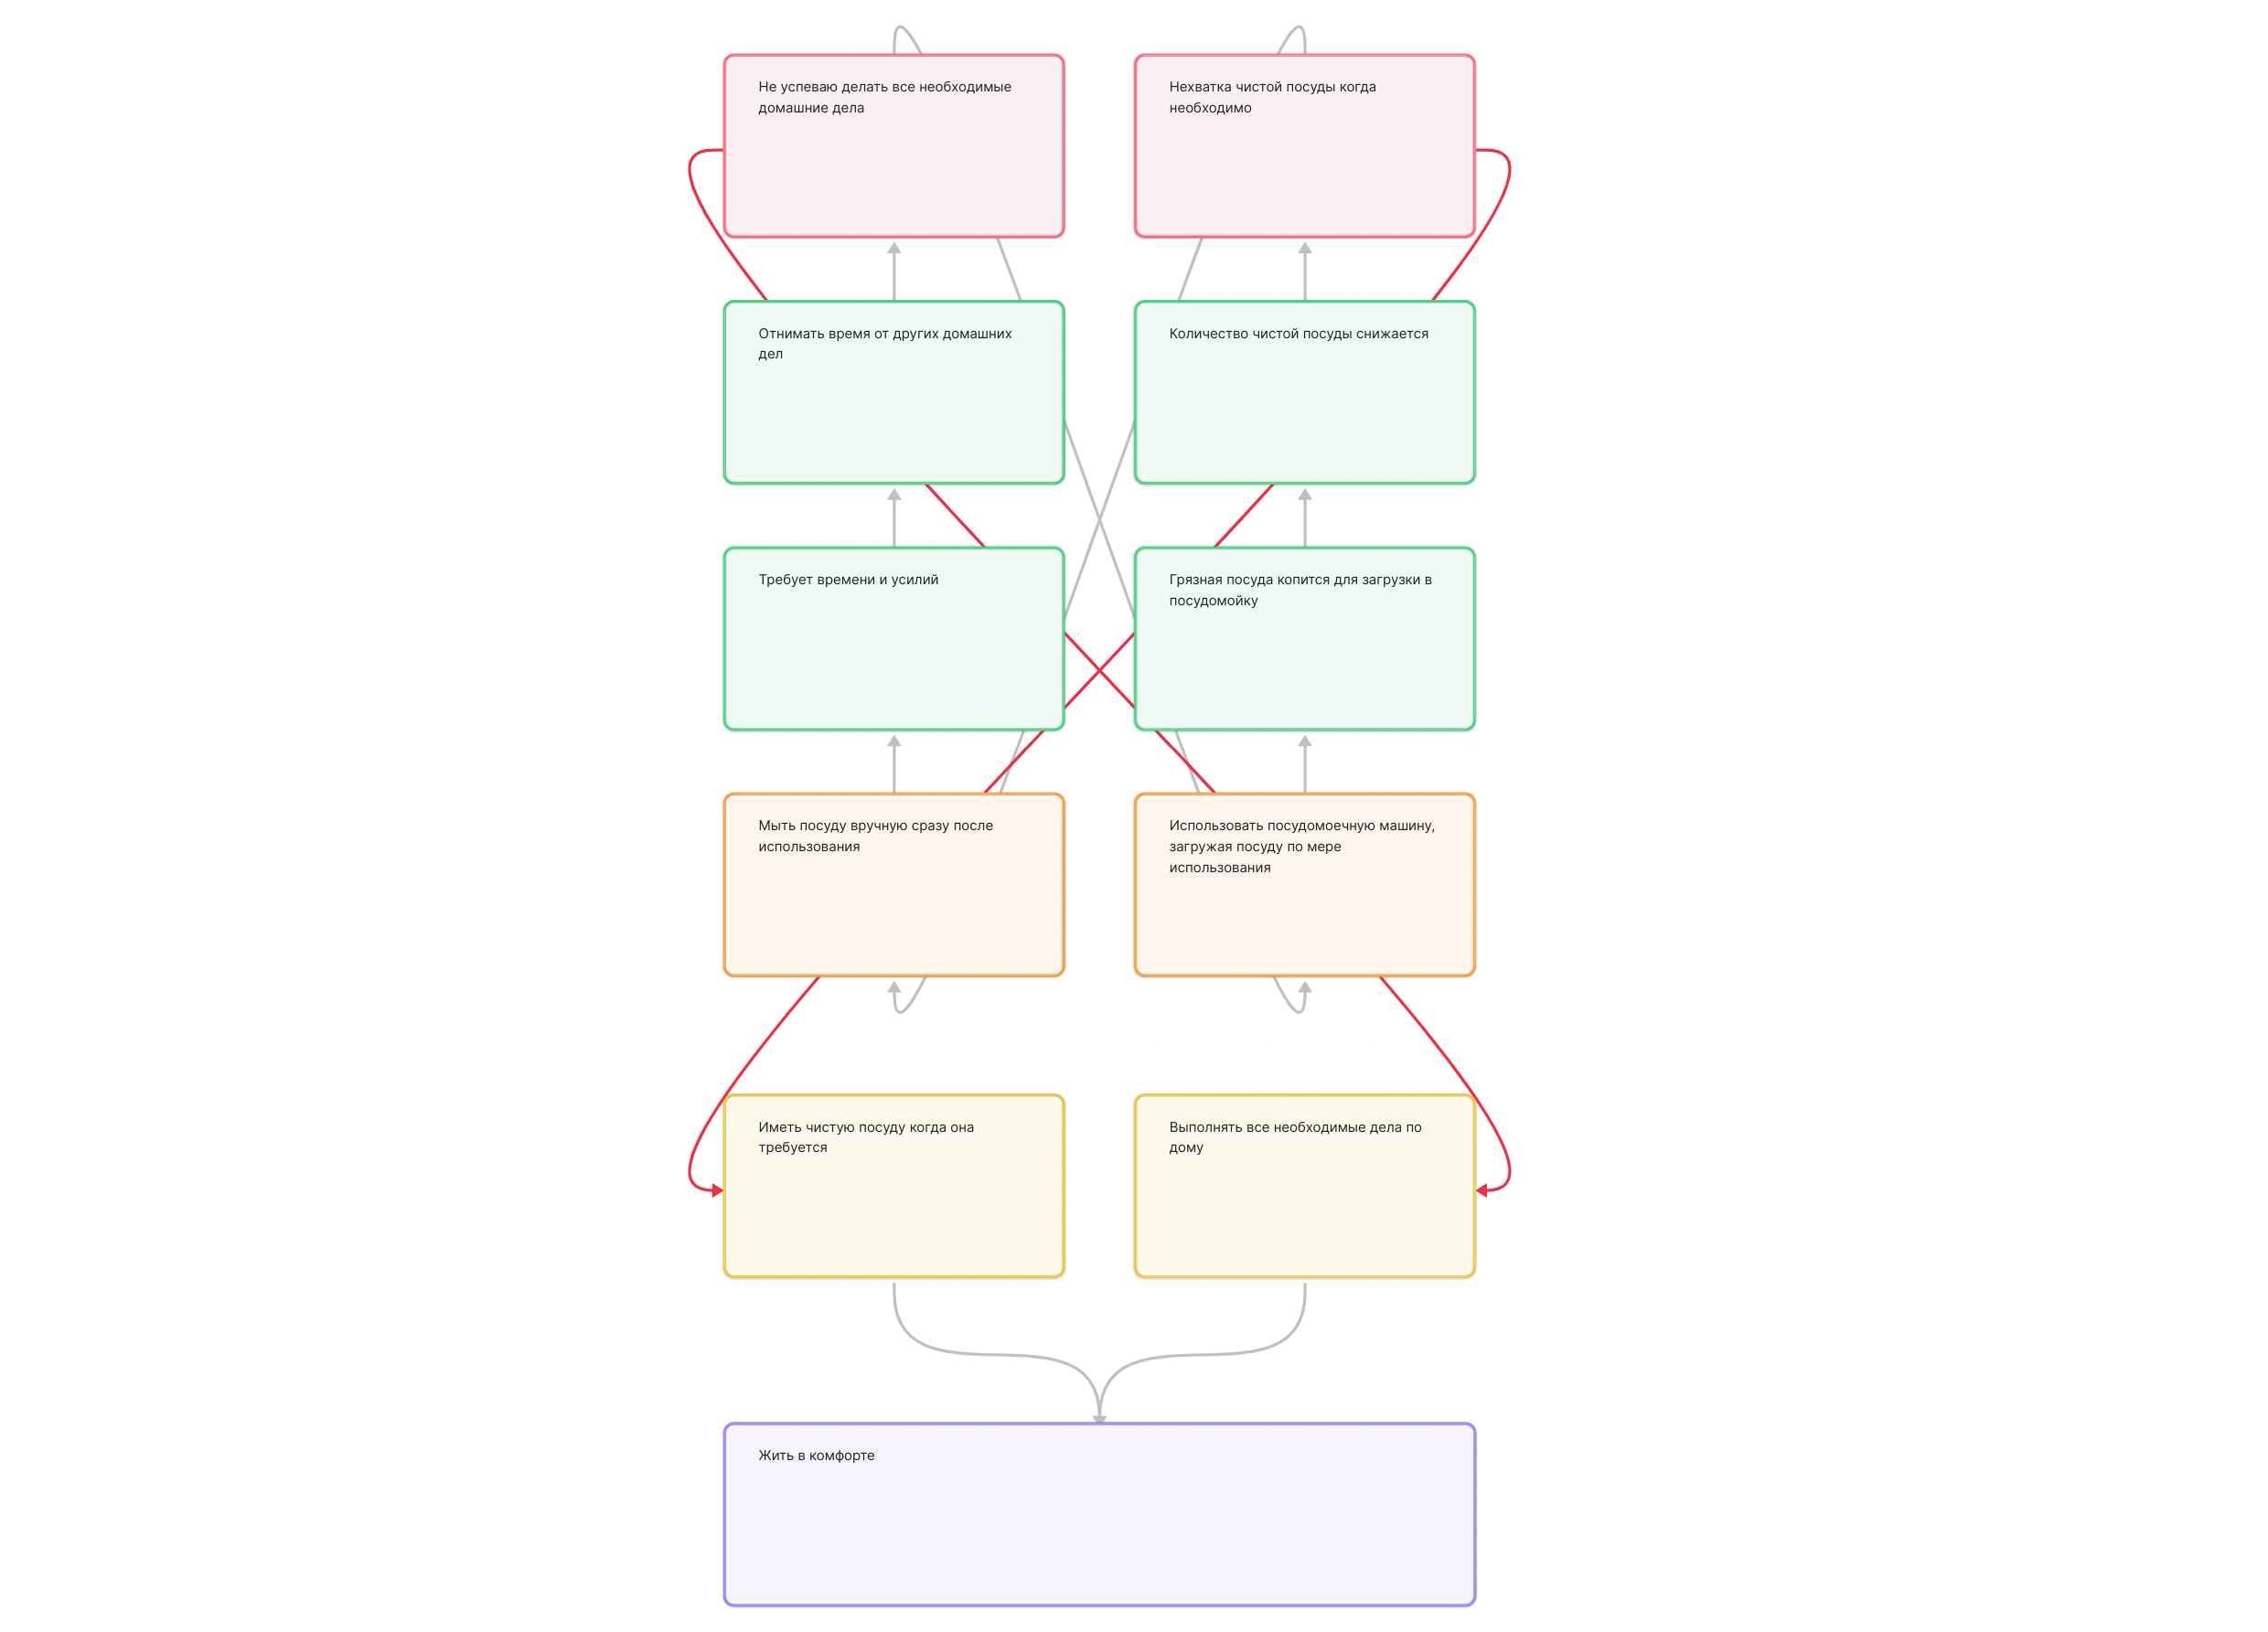 Не успеваю делать все необходимые
домашние дела
Нехватка чистой посуды когда
необходимо
Отнимать время от других домашних
дел
Количество чистой посуды снижается
Требует времени и усилий
Грязная посуда копится для загрузки в
посудомойку
Мыть посуду вручную сразу после
использования
Использовать посудомоечную машину,
загружая посуду по мере
использования
Иметь чистую посуду когда она
требуется
Выполнять все необходимые дела по
дому
Жить в комфорте